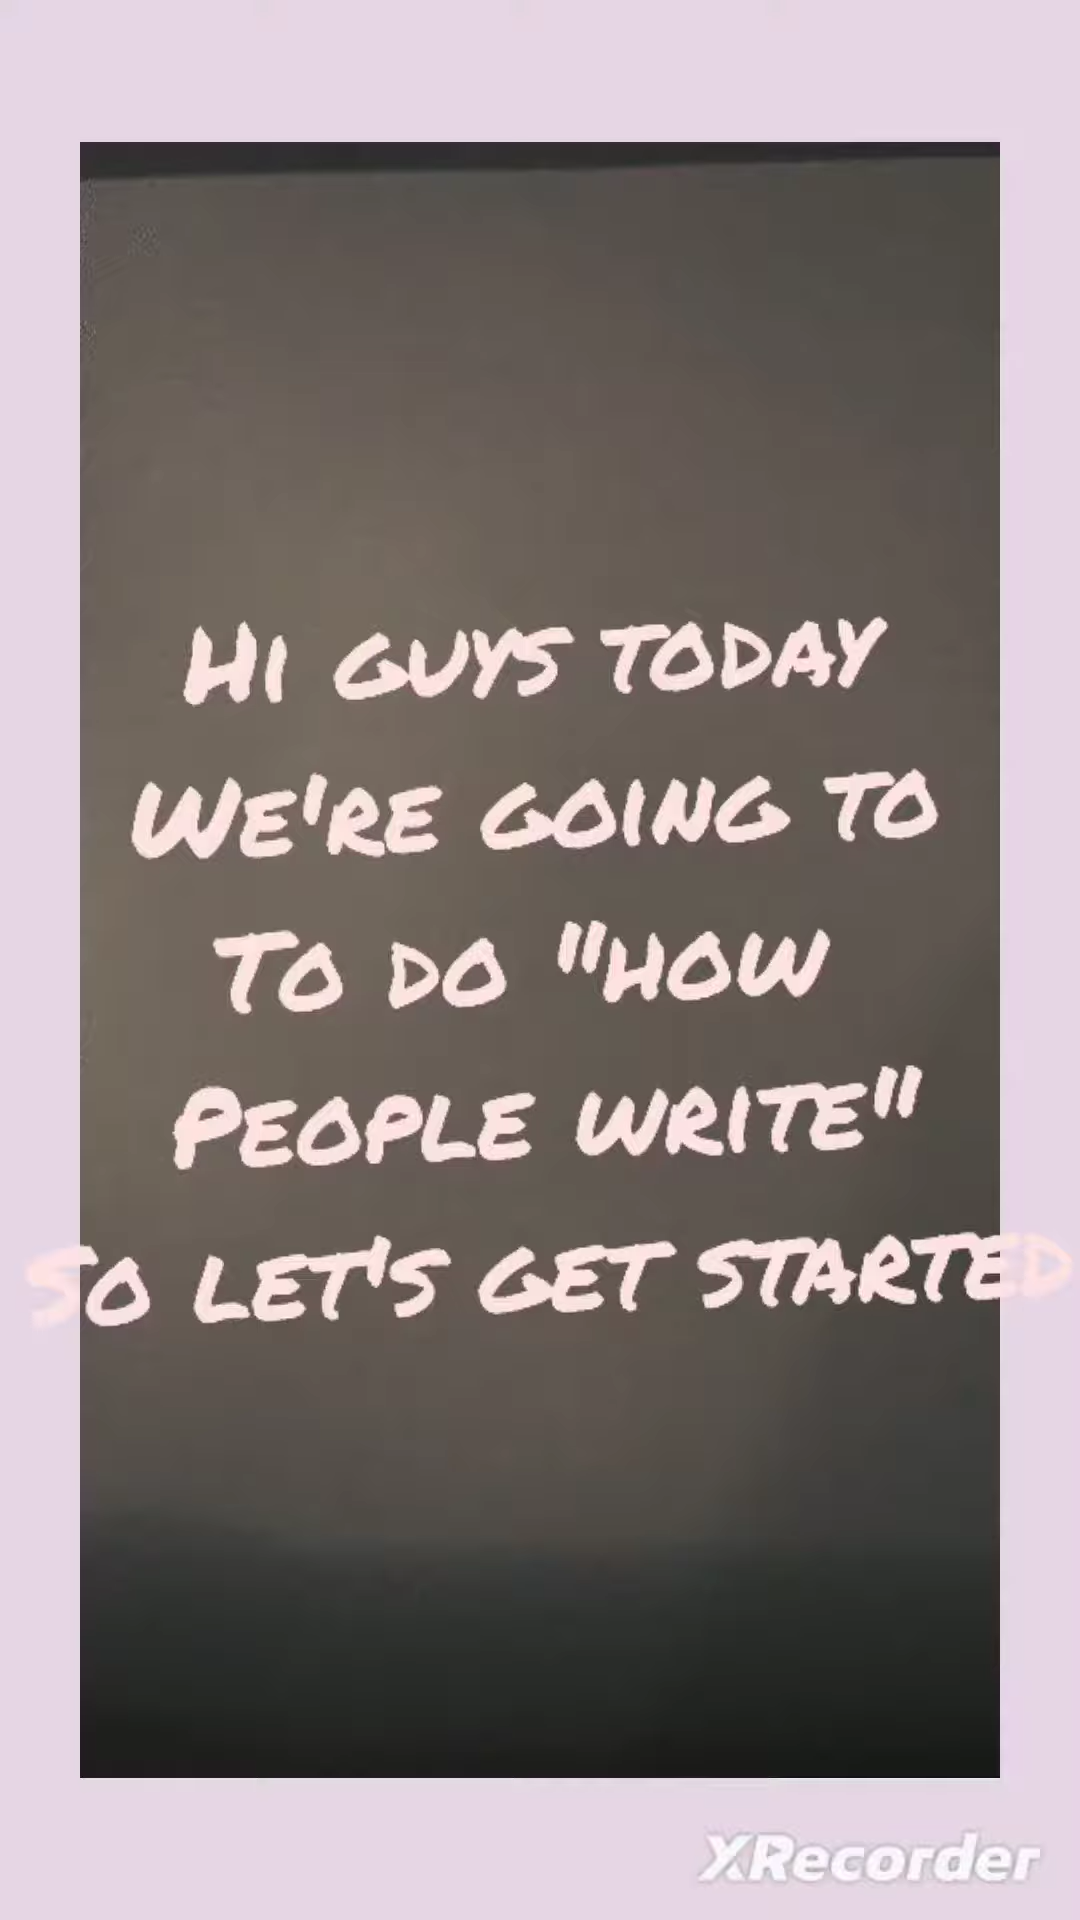 Hi guys today
We're going to
To do "how
People write"
So let's get started
XRecorder